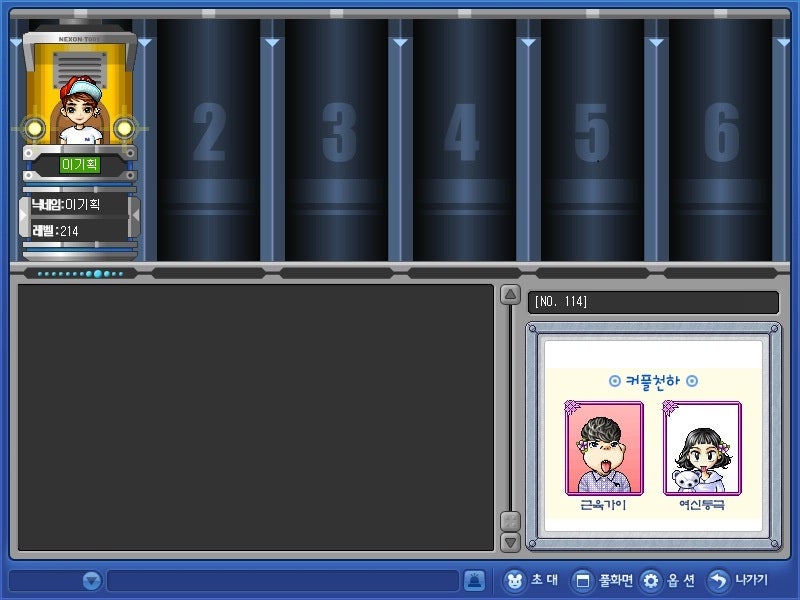 NEXON-TODY
2
3
4
5
6
이기획
닉네임:이기획
레벨:214
[NO. 114]
커플천하
근육가이
여신등극
초 대
풀화면
옵 션
나가기